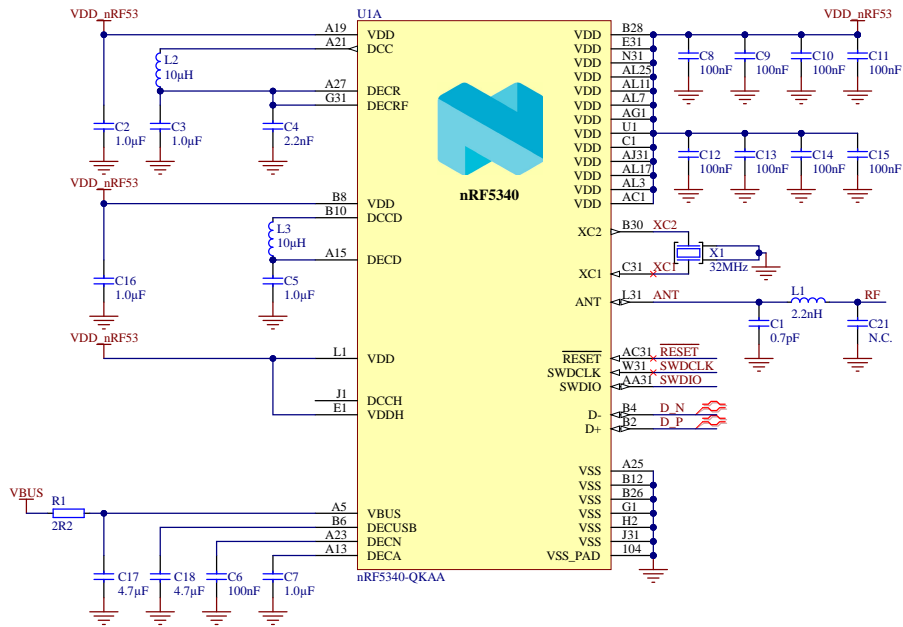 U1A
VDD_nRF53
A19 VDD
A21 DCC
L2
10µH
A27 DECR
G31 DECRF
C2
1.0µF
C3
1.0µF
C4
2.2nF
VDD_nRF53
B8 VDD
B10 DCCD
L3
10µH
A15 DECD
C16
1.0µF
C5
1.0µF
VDD_nRF53
L1 VDD
J1 DCCH
E1 VDDH
VBUS
R1
2R2
A5 VBUS
B6 DECUSB
A23 DECN
A13 DECA
C17
4.7µF
C18
4.7µF
C6
100nF
C7
1.0µF
nRF5340
nRF5340-QKAA
VDD_nRF53
VDD B28
VDD E31
VDD N31
VDD AL25
VDD AL11
VDD AL7
VDD AG1
VDD U1
VDD C1
VDD AJ31
VDD AL17
VDD AL3
VDD AC1
C8
100nF
C9
100nF
C10
100nF
C11
100nF
C12
100nF
C13
100nF
C14
100nF
C15
100nF
XC2 B30 XC2
XC1 C31 XC1
X1
32MHz
ANT L31 ANT
L1
2.2nH
RF
C1
0.7pF
C21
N.C.
RESET AC31 RESET
SWDCLK W31 SWDCLK
SWDIO AA31 SWDIO
D- B4 D_N
D+ B2 D_P
VSS A25
VSS B12
VSS B26
VSS G1
VSS H2
VSS J31
VSS_PAD 104